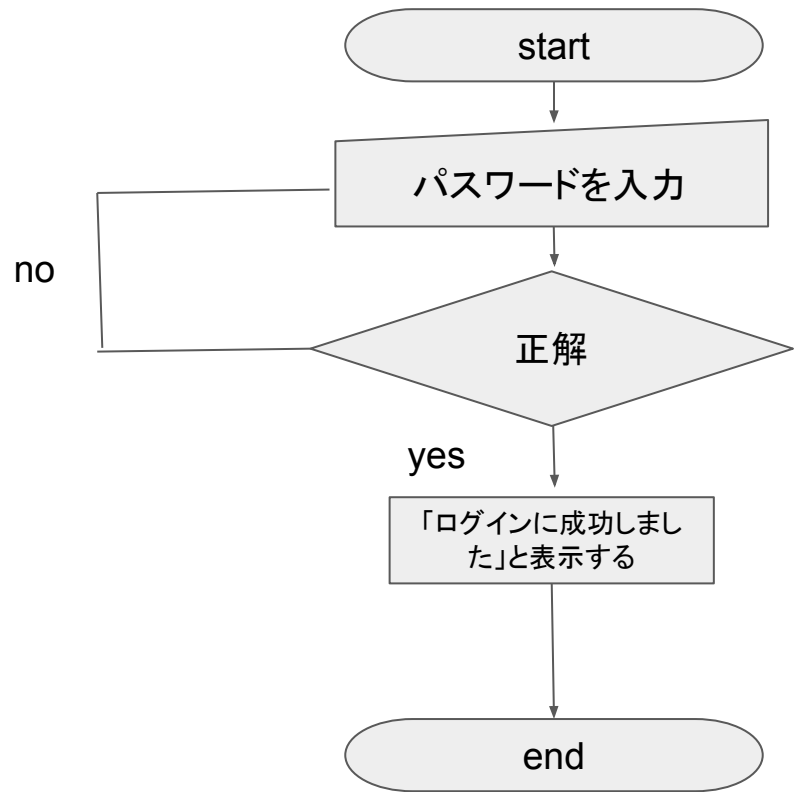 start
パスワードを入力
no
正解
yes
「ログインに成功しまし
た」と表示する
end